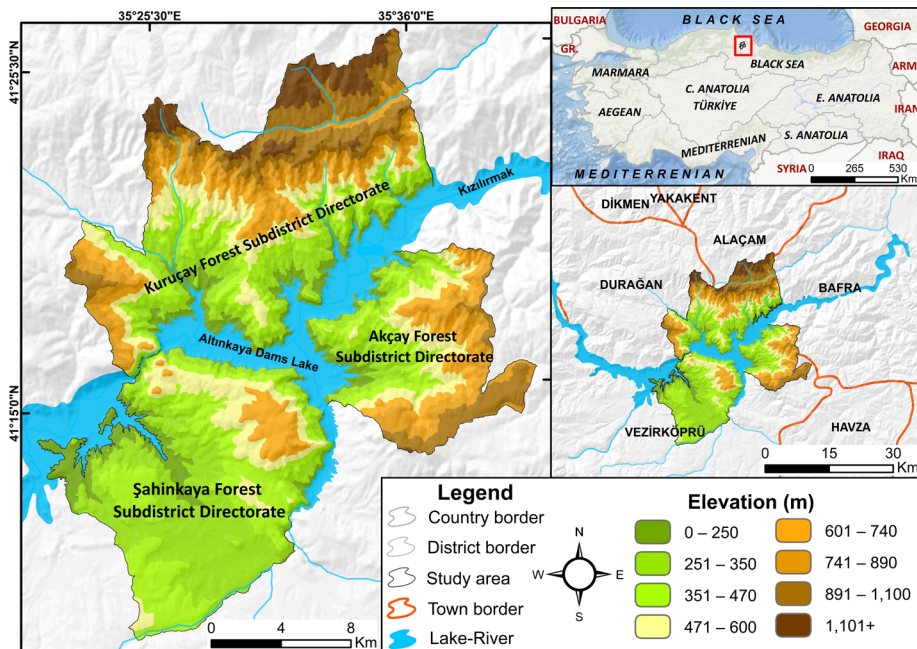 35°25'30"E
35°36'0"E
41°25'30"N
41°15'0"N
Kızılırmak
Kuruçay Forest Subdistrict Directorate
Altınkaya Dams Lake
Akçay Forest
Subdistrict Directorate
Şahinkaya Forest
Subdistrict Directorate
0 4 8
Km
BULGARIA
BLACK SEA
GEORGIA
GR.
BLACK SEA
ARM
MARMARA
C. ANATOLIA
TÜRKİYE
E. ANATOLIA
IRAN
AEGEAN
MEDITERRENIAN
S. ANATOLIA
SYRIA
IRAQ
MEDITERRENIAN
0 265 530
Km
DİKMEN
YAKAKENT
ALAÇAM
DURAĞAN
BAFRA
VEZİRKÖPRÜ
HAVZA
0 15 30
Km
Legend
Country border
District border
Study area
Town border
Lake-River
N
W E
S
Elevation (m)
0 – 250
251 – 350
351 – 470
471 – 600
601 – 740
741 – 890
891 – 1,100
1,101+